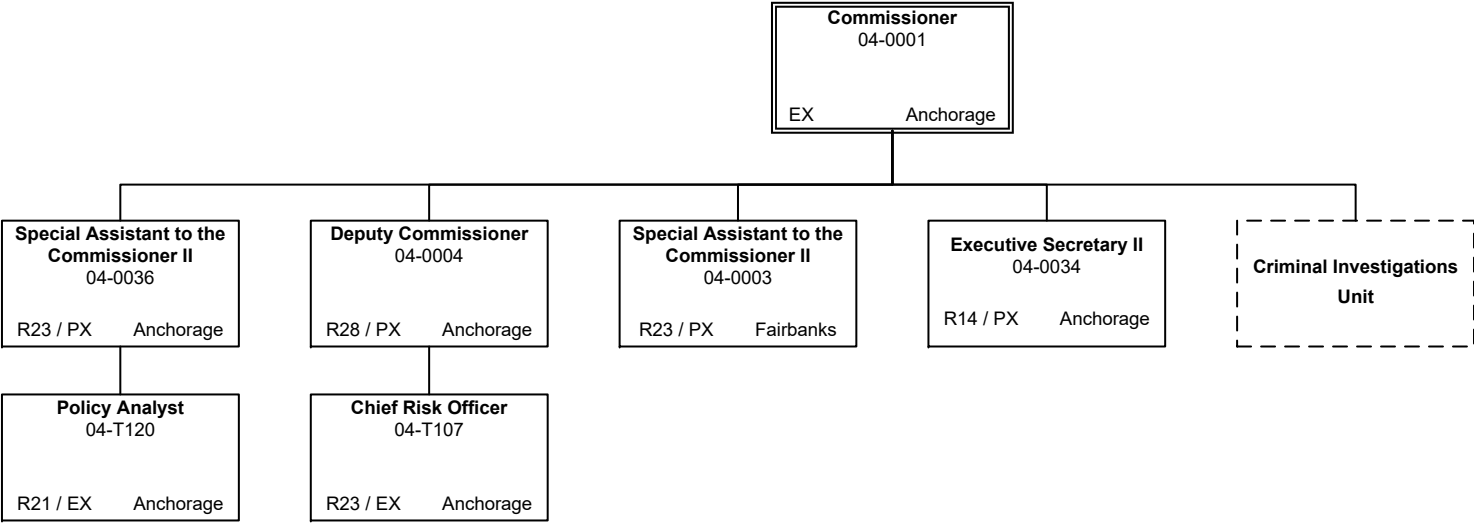 Commissioner
04-0001
EX Anchorage
Special Assistant to the
Commissioner II
04-0036
R23 / PX Anchorage
Deputy Commissioner
04-0004
R28 / PX Anchorage
Special Assistant to the
Commissioner II
04-0003
R23 / PX Fairbanks
Executive Secretary II
04-0034
R14 / PX Anchorage
Criminal Investigations
Unit
Policy Analyst
04-T120
R21 / EX Anchorage
Chief Risk Officer
04-T107
R23 / EX Anchorage